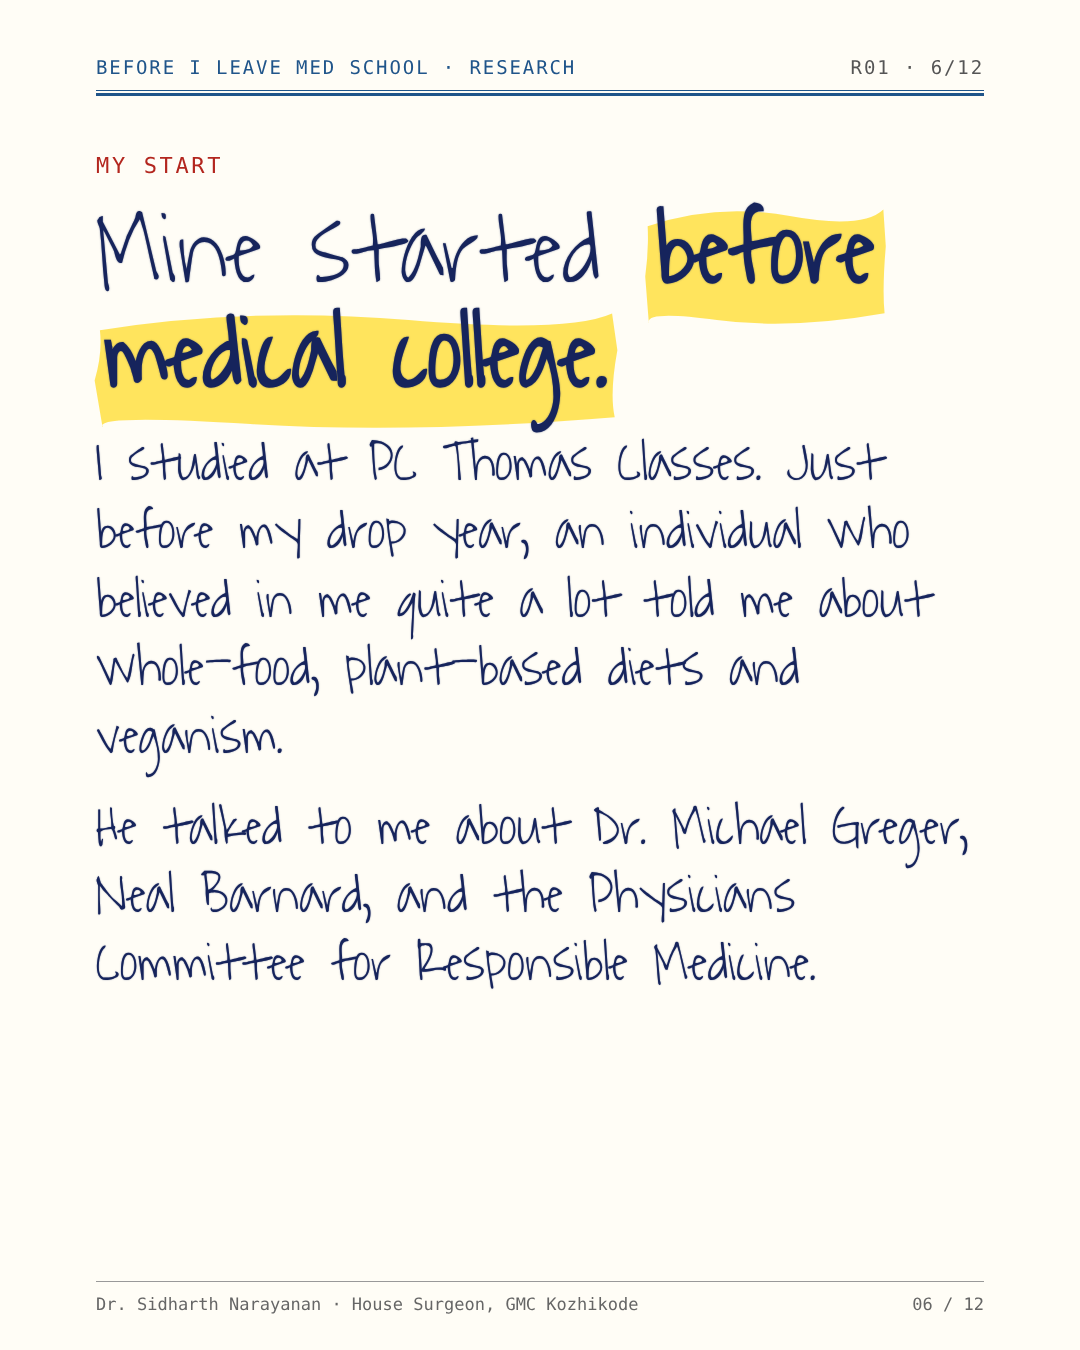 BEFORE I LEAVE MED SCHOOL · RESEARCH
R01 · 6/12
MY START
Mine started before
medical college.
I studied at PC Thomas Classes. Just
before my drop year, an individual who
believed in me quite a lot told me about
whole-food, plant-based diets and
veganism.
He talked to me about Dr. Michael Greger,
Neal Barnard, and the Physicians
Committee for Responsible Medicine.
Dr. Sidharth Narayanan · House Surgeon, GMC Kozhikode
06 / 12